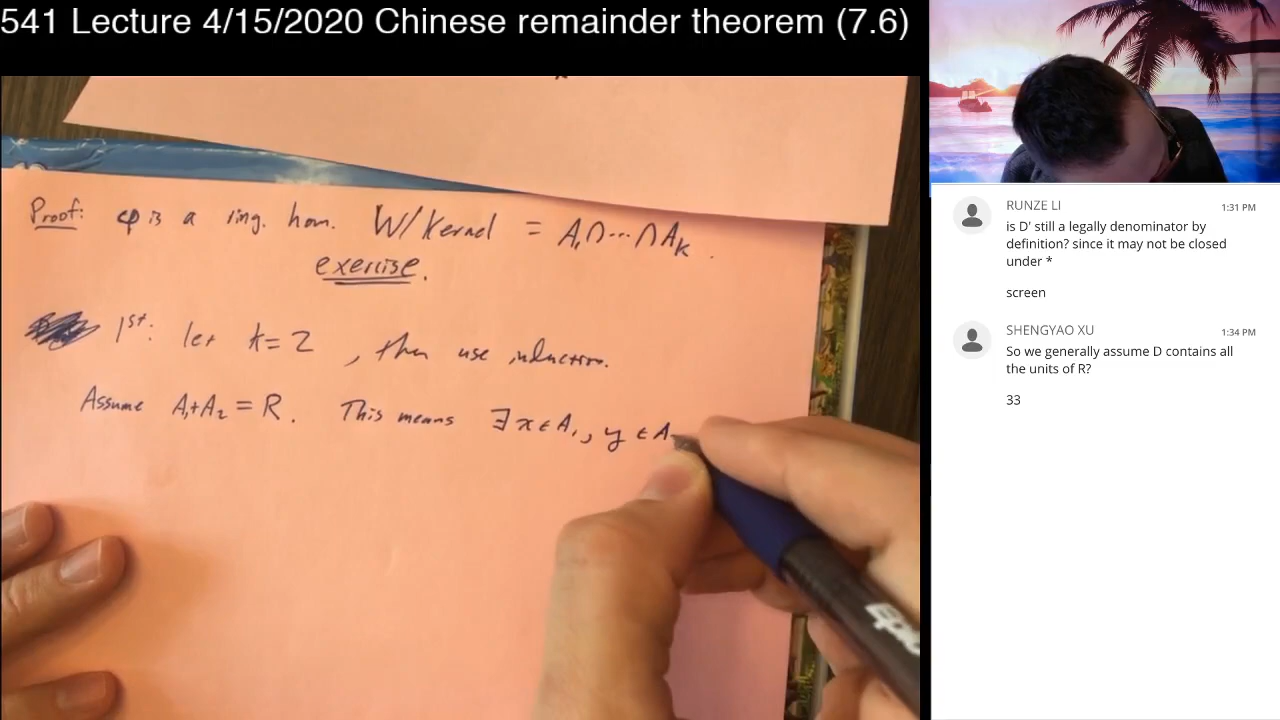 541 Lecture 4/15/2020 Chinese remainder theorem (7.6)
Proof: φ is a ring. hom. W/ Kernel = A₁∩⋯∩A_K.
exercise.
1st: let k=2, then use induction.
Assume A₁+A₂ = R. This means ∃ x ∈ A₁, y ∈ A
RUNZE LI 1:31 PM
is D' still a legally denominator by
definition? since it may not be closed
under *
screen
SHENGYAO XU 1:34 PM
So we generally assume D contains all
the units of R?
33